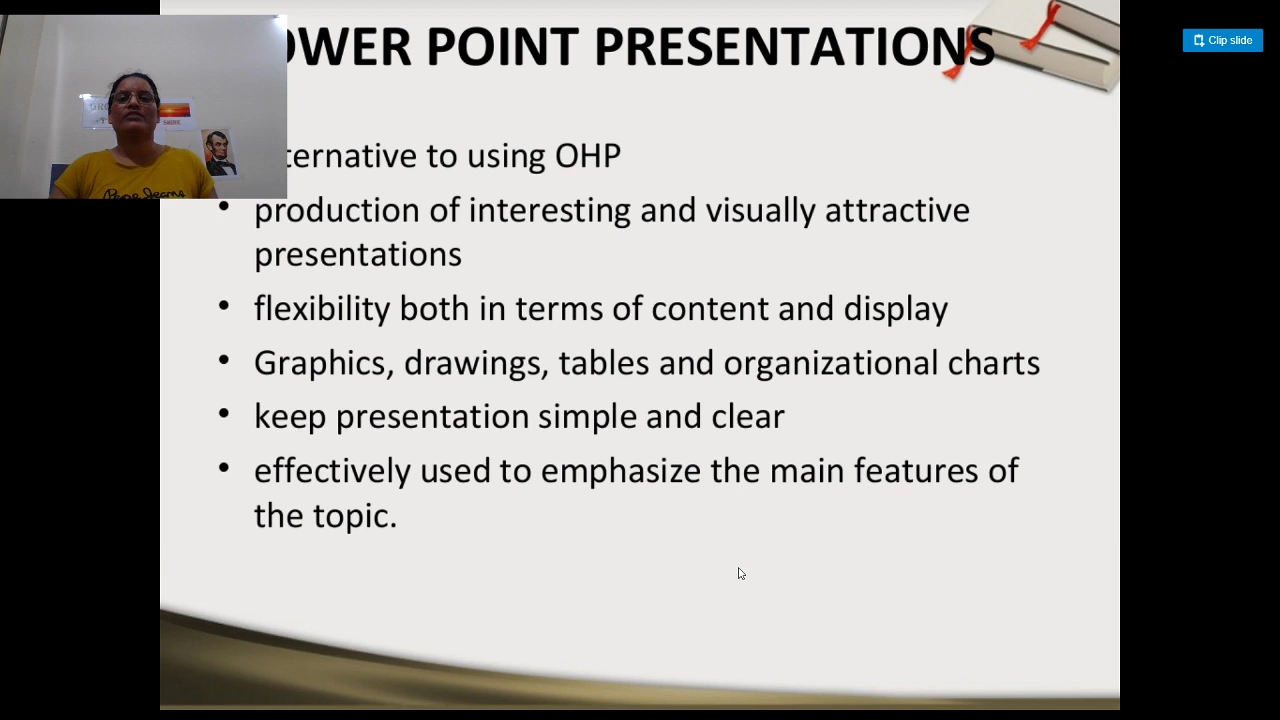 OWER POINT PRESENTATIONS
Clip slide
ternative to using OHP
• production of interesting and visually attractive
presentations
• flexibility both in terms of content and display
• Graphics, drawings, tables and organizational charts
• keep presentation simple and clear
• effectively used to emphasize the main features of
the topic.
Pepe Jeans